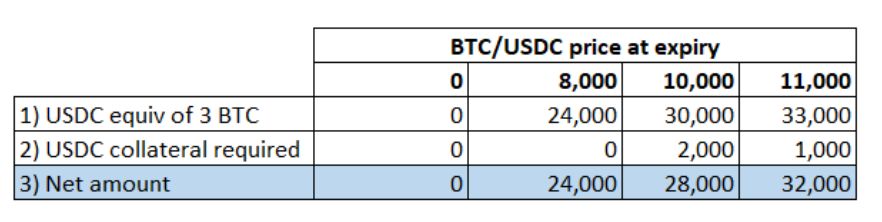 BTC/USDC price at expiry
0 8,000 10,000 11,000
1) USDC equiv of 3 BTC 0 24,000 30,000 33,000
2) USDC collateral required 0 0 2,000 1,000
3) Net amount 0 24,000 28,000 32,000